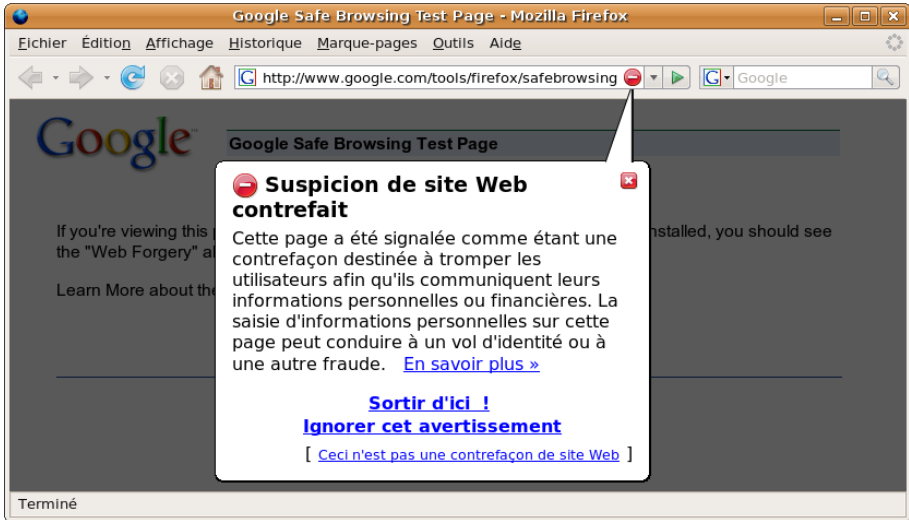 Google Safe Browsing Test Page - Mozilla Firefox
Fichier Édition Affichage Historique Marque-pages Outils Aide
G http://www.google.com/tools/firefox/safebrowsing G Google
Google
Google Safe Browsing Test Page
Suspicion de site Web
contrefait
If you're viewing this
nstalled, you should see
the "Web Forgery"
Learn More about the
Cette page a été signalée comme étant une
contrefaçon destinée à tromper les
utilisateurs afin qu'ils communiquent leurs
informations personnelles ou financières. La
saisie d'informations personnelles sur cette
page peut conduire à un vol d'identité ou à
une autre fraude. En savoir plus »
Sortir d'ici !
Ignorer cet avertissement
[ Ceci n'est pas une contrefaçon de site Web ]
Terminé